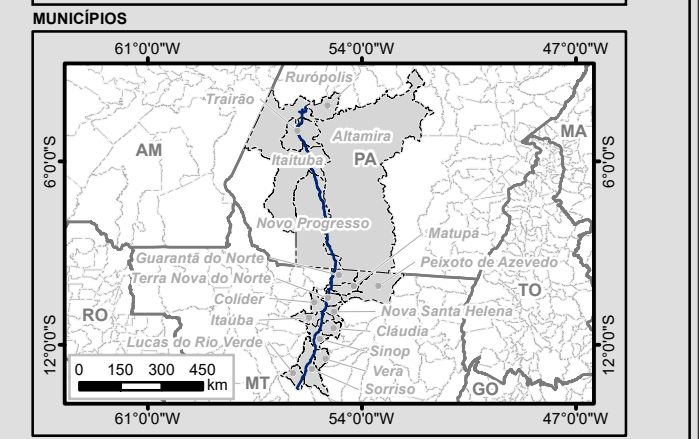 MUNICÍPIOS
61°0'0"W 54°0'0"W 47°0'0"W
Rurópolis
Trairão
Altamira
MA
AM
PA
Itaituba
6°0'0"S 6°0'0"S
Novo Progresso
Matupá
Guarantã do Norte
Peixoto de Azevedo
Terra Nova do Norte
TO
Colíder
Nova Santa Helena
RO
Itaúba
Cláudia
Lucas do Rio Verde
Sinop
12°0'0"S 12°0'0"S
Vera
0 150 300 450
km
MT
Sorriso
GO
61°0'0"W 54°0'0"W 47°0'0"W